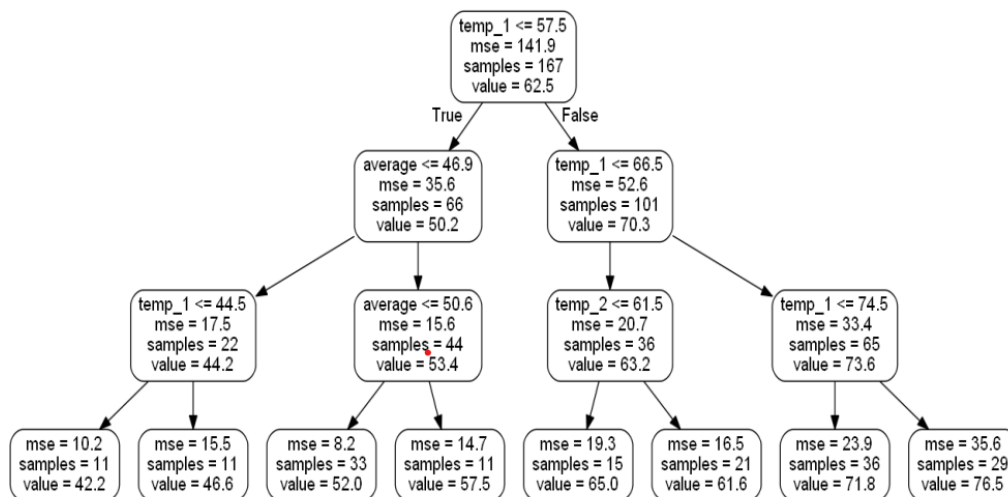 temp_1 <= 57.5
mse = 141.9
samples = 167
value = 62.5
True
False
average <= 46.9
mse = 35.6
samples = 66
value = 50.2
temp_1 <= 66.5
mse = 52.6
samples = 101
value = 70.3
temp_1 <= 44.5
mse = 17.5
samples = 22
value = 44.2
average <= 50.6
mse = 15.6
samples = 44
value = 53.4
temp_2 <= 61.5
mse = 20.7
samples = 36
value = 63.2
temp_1 <= 74.5
mse = 33.4
samples = 65
value = 73.6
mse = 10.2
samples = 11
value = 42.2
mse = 15.5
samples = 11
value = 46.6
mse = 8.2
samples = 33
value = 52.0
mse = 14.7
samples = 11
value = 57.5
mse = 19.3
samples = 15
value = 65.0
mse = 16.5
samples = 21
value = 61.6
mse = 23.9
samples = 36
value = 71.8
mse = 35.6
samples = 29
value = 76.5